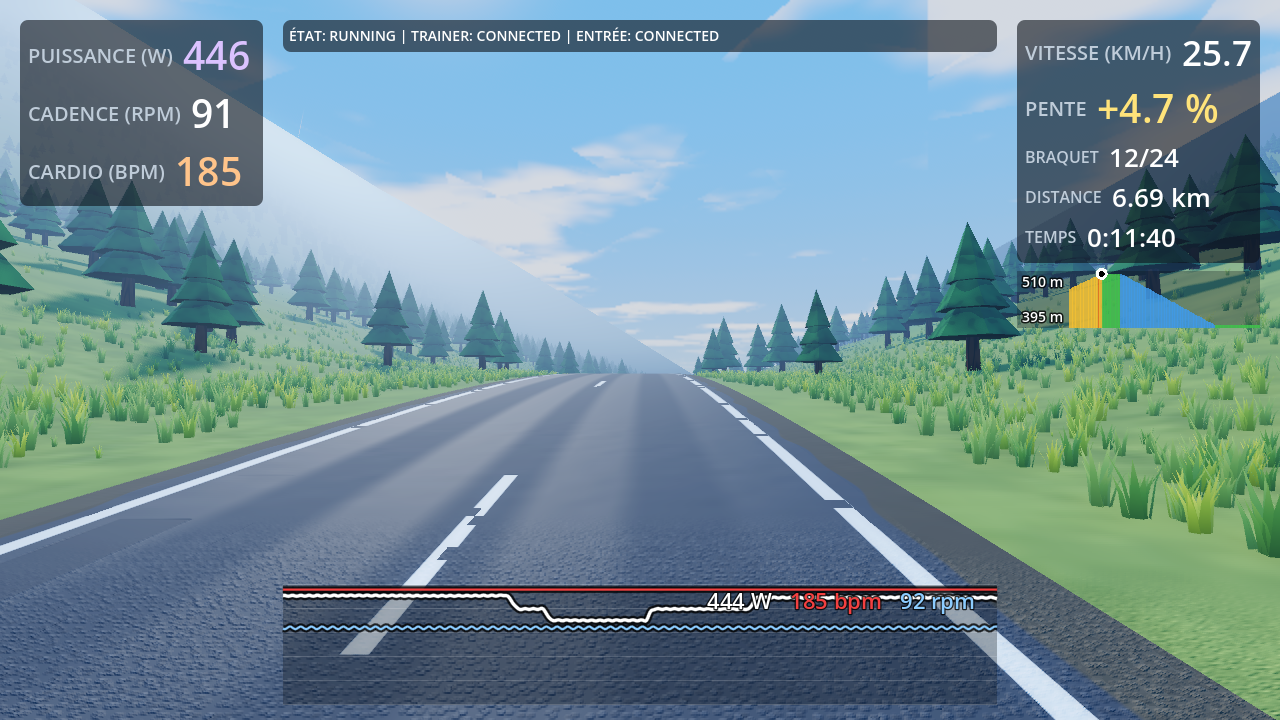 PUISSANCE (W) 446
CADENCE (RPM) 91
CARDIO (BPM) 185
ÉTAT: RUNNING | TRAINER: CONNECTED | ENTRÉE: CONNECTED
VITESSE (KM/H) 25.7
PENTE +4.7 %
BRAQUET 12/24
DISTANCE 6.69 km
TEMPS 0:11:40
510 m
395 m
444 W 185 bpm 92 rpm